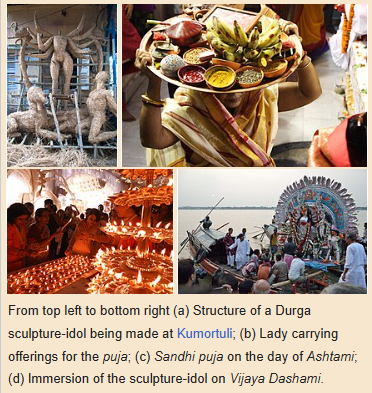 From top left to bottom right (a) Structure of a Durga
sculpture-idol being made at Kumortuli; (b) Lady carrying
offerings for the puja; (c) Sandhi puja on the day of Ashtami;
(d) Immersion of the sculpture-idol on Vijaya Dashami.